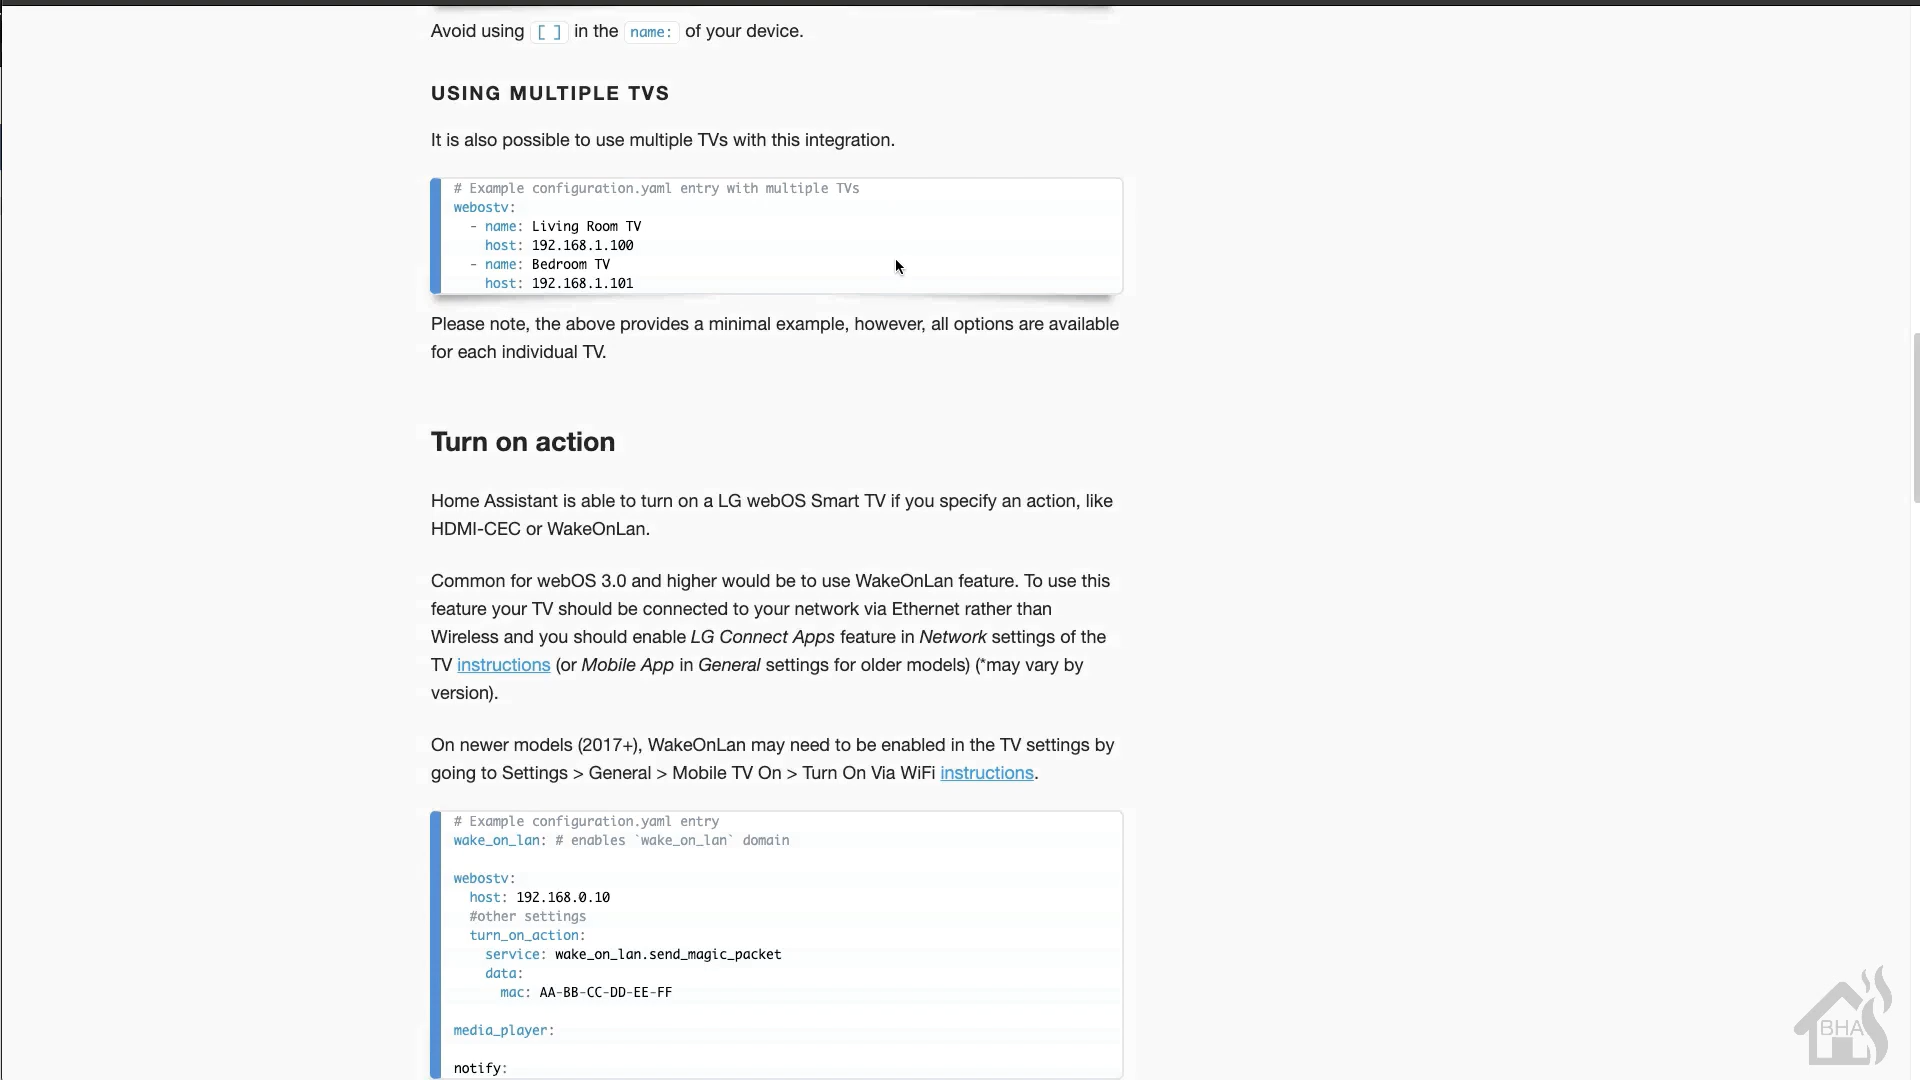 Avoid using [ ] in the name: of your device.
USING MULTIPLE TVS
It is also possible to use multiple TVs with this integration.
# Example configuration.yaml entry with multiple TVs
webostv:
  - name: Living Room TV
    host: 192.168.1.100
  - name: Bedroom TV
    host: 192.168.1.101
Please note, the above provides a minimal example, however, all options are available
for each individual TV.
Turn on action
Home Assistant is able to turn on a LG webOS Smart TV if you specify an action, like
HDMI-CEC or WakeOnLan.
Common for webOS 3.0 and higher would be to use WakeOnLan feature. To use this
feature your TV should be connected to your network via Ethernet rather than
Wireless and you should enable LG Connect Apps feature in Network settings of the
TV instructions (or Mobile App in General settings for older models) (*may vary by
version).
On newer models (2017+), WakeOnLan may need to be enabled in the TV settings by
going to Settings > General > Mobile TV On > Turn On Via WiFi instructions.
# Example configuration.yaml entry
wake_on_lan: # enables `wake_on_lan` domain
webostv:
  host: 192.168.0.10
  #other settings
  turn_on_action:
    service: wake_on_lan.send_magic_packet
    data:
      mac: AA-BB-CC-DD-EE-FF
media_player:
notify:
BHA